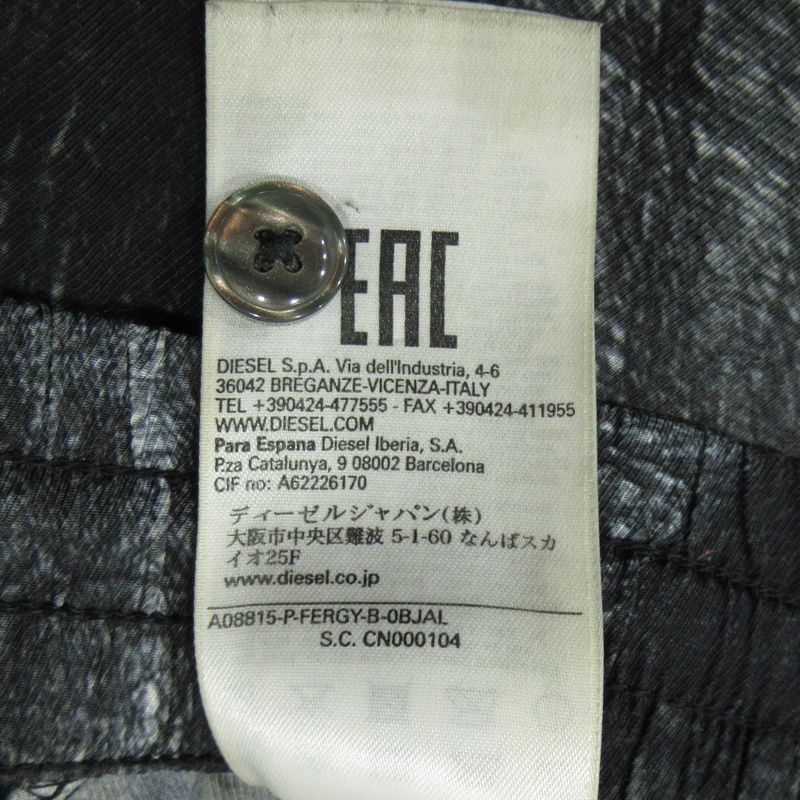 EAC
DIESEL S.p.A. Via dell'Industria, 4-6
36042 BREGANZE-VICENZA-ITALY
TEL +390424-477555 - FAX +390424-411955
WWW.DIESEL.COM
Para Espana Diesel Iberia, S.A.
P.za Catalunya, 9 08002 Barcelona
CIF no: A62226170
ディーゼルジャパン(株)
大阪市中央区難波 5-1-60 なんばスカ
イオ25F
www.diesel.co.jp
A08815-P-FERGY-B-0BJAL
S.C. CN000104